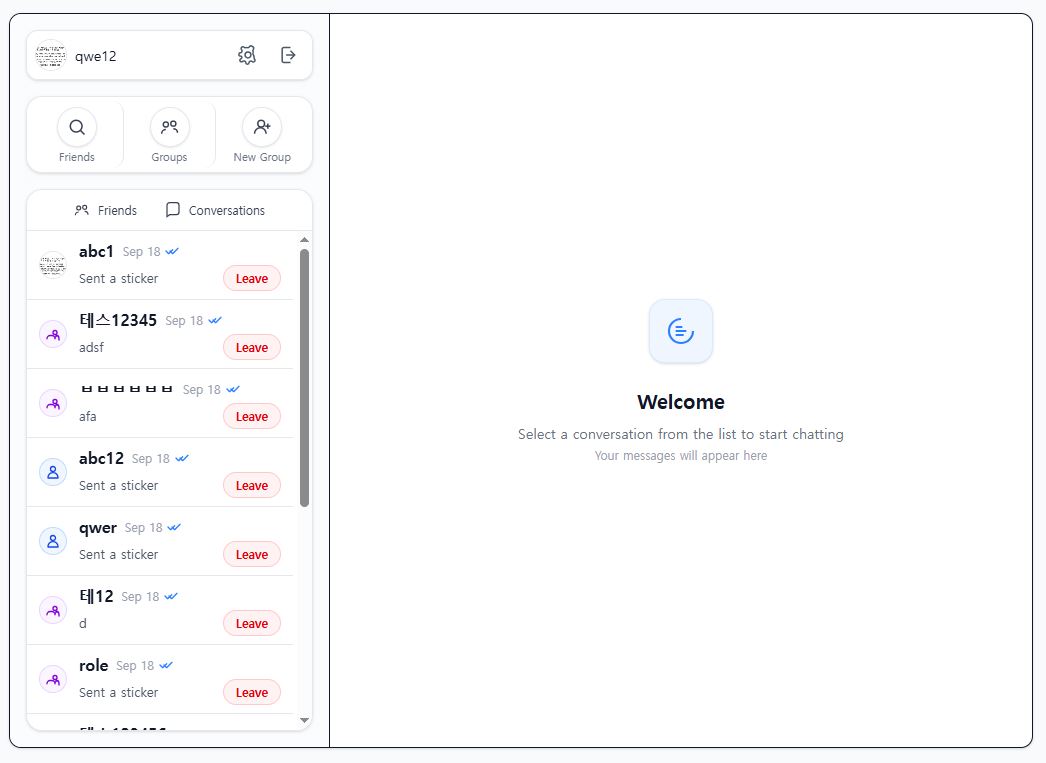 qwe12
Friends
Groups
New Group
Friends
Conversations
abc1 Sep 18
Sent a sticker
Leave
테스12345 Sep 18
adsf
Leave
ㅂㅂㅂㅂㅂㅂ Sep 18
afa
Leave
abc12 Sep 18
Sent a sticker
Leave
qwer Sep 18
Sent a sticker
Leave
테12 Sep 18
d
Leave
role Sep 18
Sent a sticker
Leave
Welcome
Select a conversation from the list to start chatting
Your messages will appear here